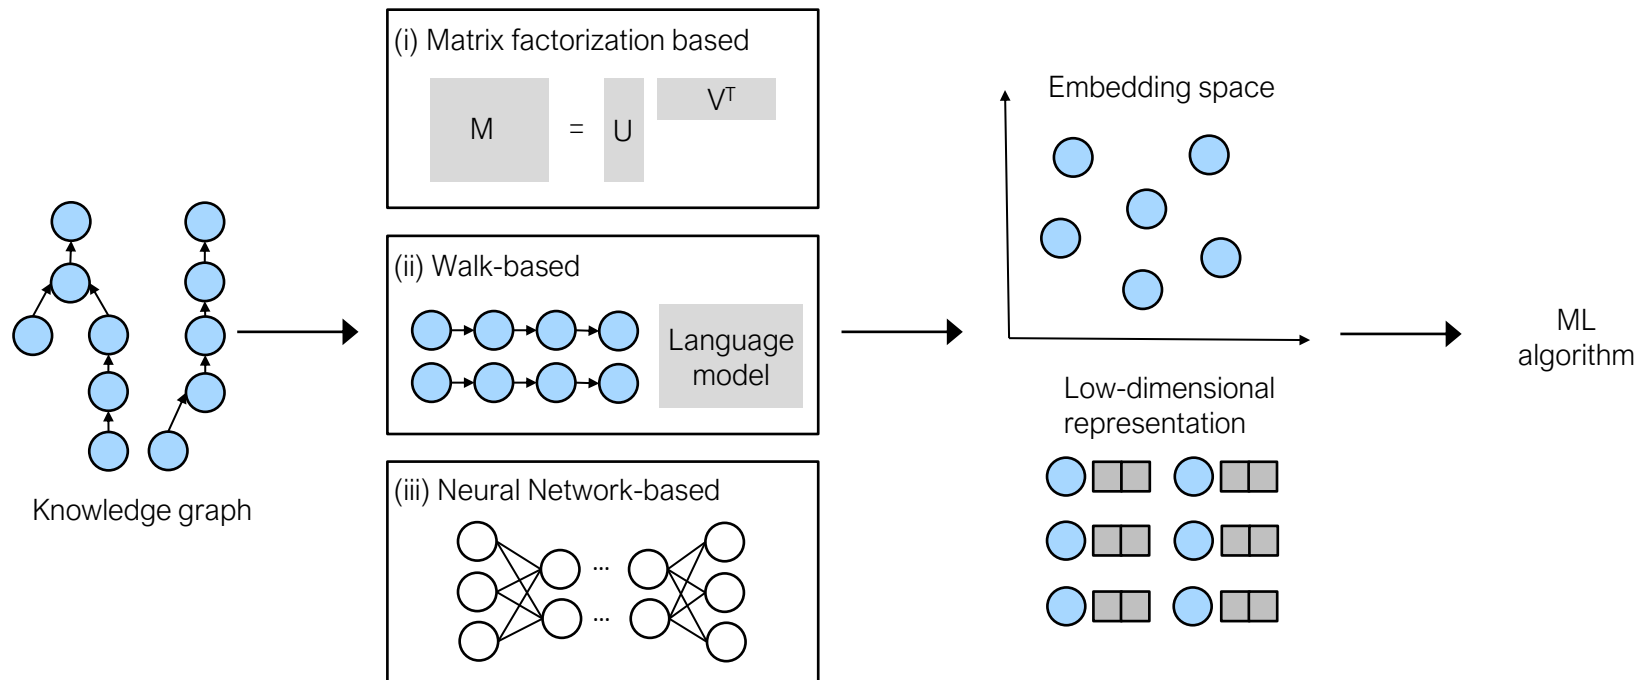 Knowledge graph
(i) Matrix factorization based
M = U Vᵀ
(ii) Walk-based
Language
model
(iii) Neural Network-based
... 
...
Embedding space
Low-dimensional
representation
ML
algorithm